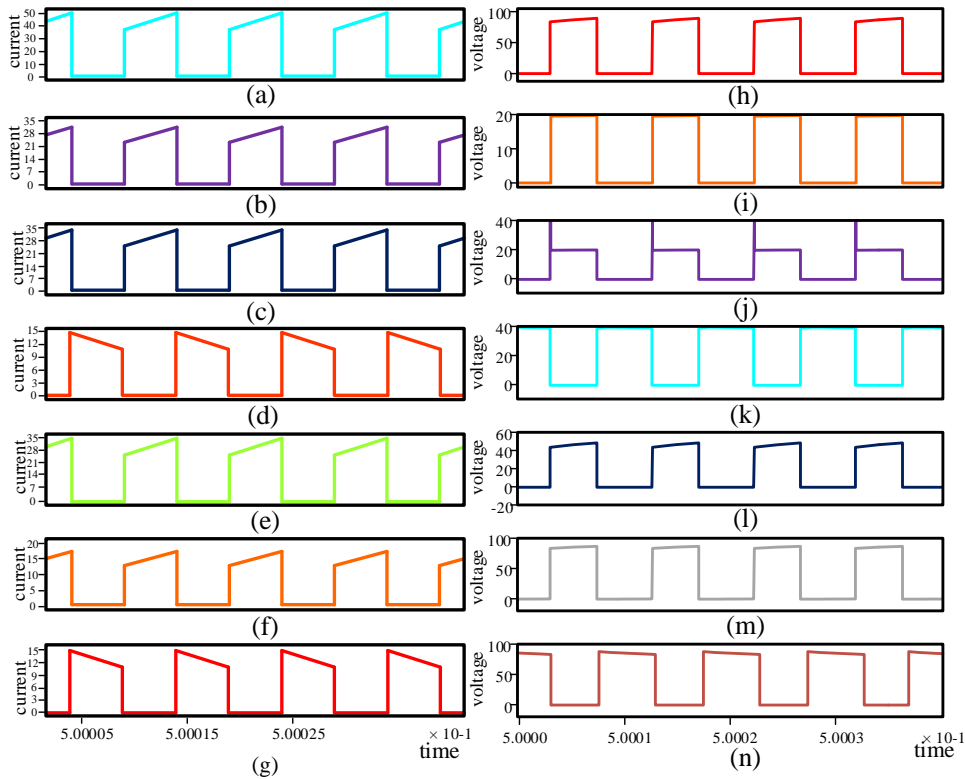 current
50
40
30
20
10
0
(a)
current
35
28
21
14
7
0
(b)
current
35
28
21
14
7
0
(c)
current
15
12
9
6
3
0
(d)
current
35
28
21
14
7
0
(e)
current
20
15
10
5
0
(f)
current
15
12
9
6
3
0
5.00005
5.00015
5.00025
× 10-1
time
(g)
voltage
100
50
0
(h)
voltage
20
10
0
(i)
voltage
40
20
0
(j)
voltage
40
20
0
(k)
voltage
60
40
20
0
-20
(l)
voltage
100
50
0
(m)
voltage
100
50
0
5.0000
5.0001
5.0002
5.0003
× 10-1
time
(n)